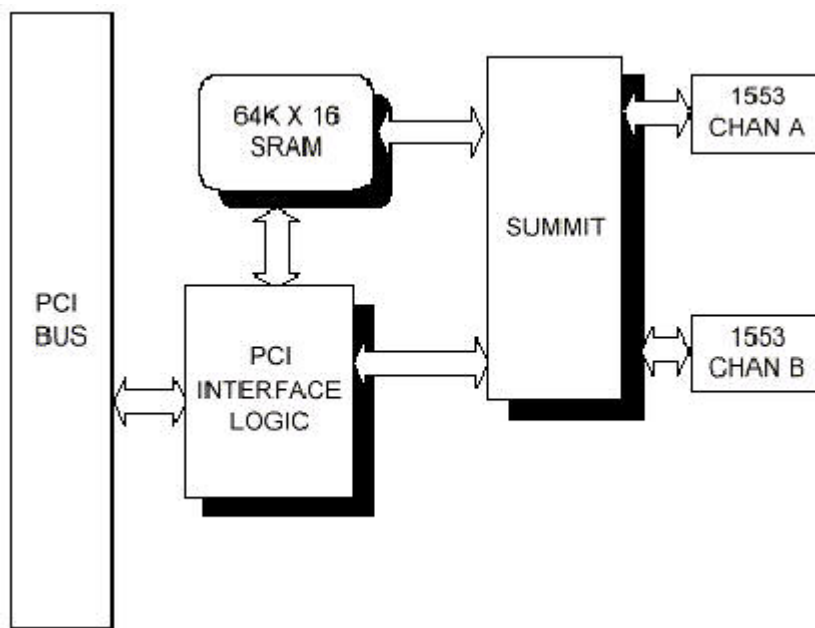 64K X 16
SRAM
1553
CHAN A
SUMMIT
PCI
BUS
PCI
INTERFACE
LOGIC
1553
CHAN B